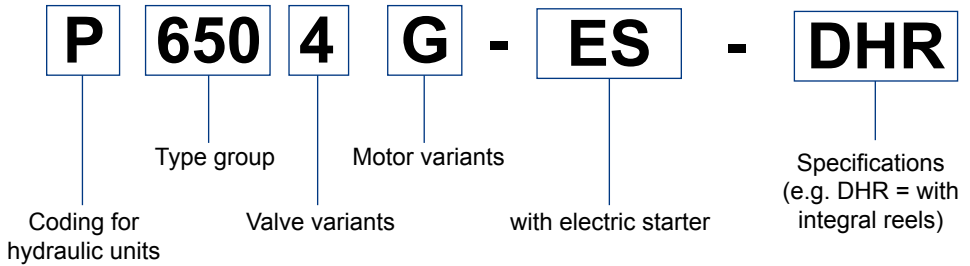 P 650 4 G - ES - DHR
Type group
Motor variants
Specifications
(e.g. DHR = with
integral reels)
Coding for
hydraulic units
Valve variants
with electric starter